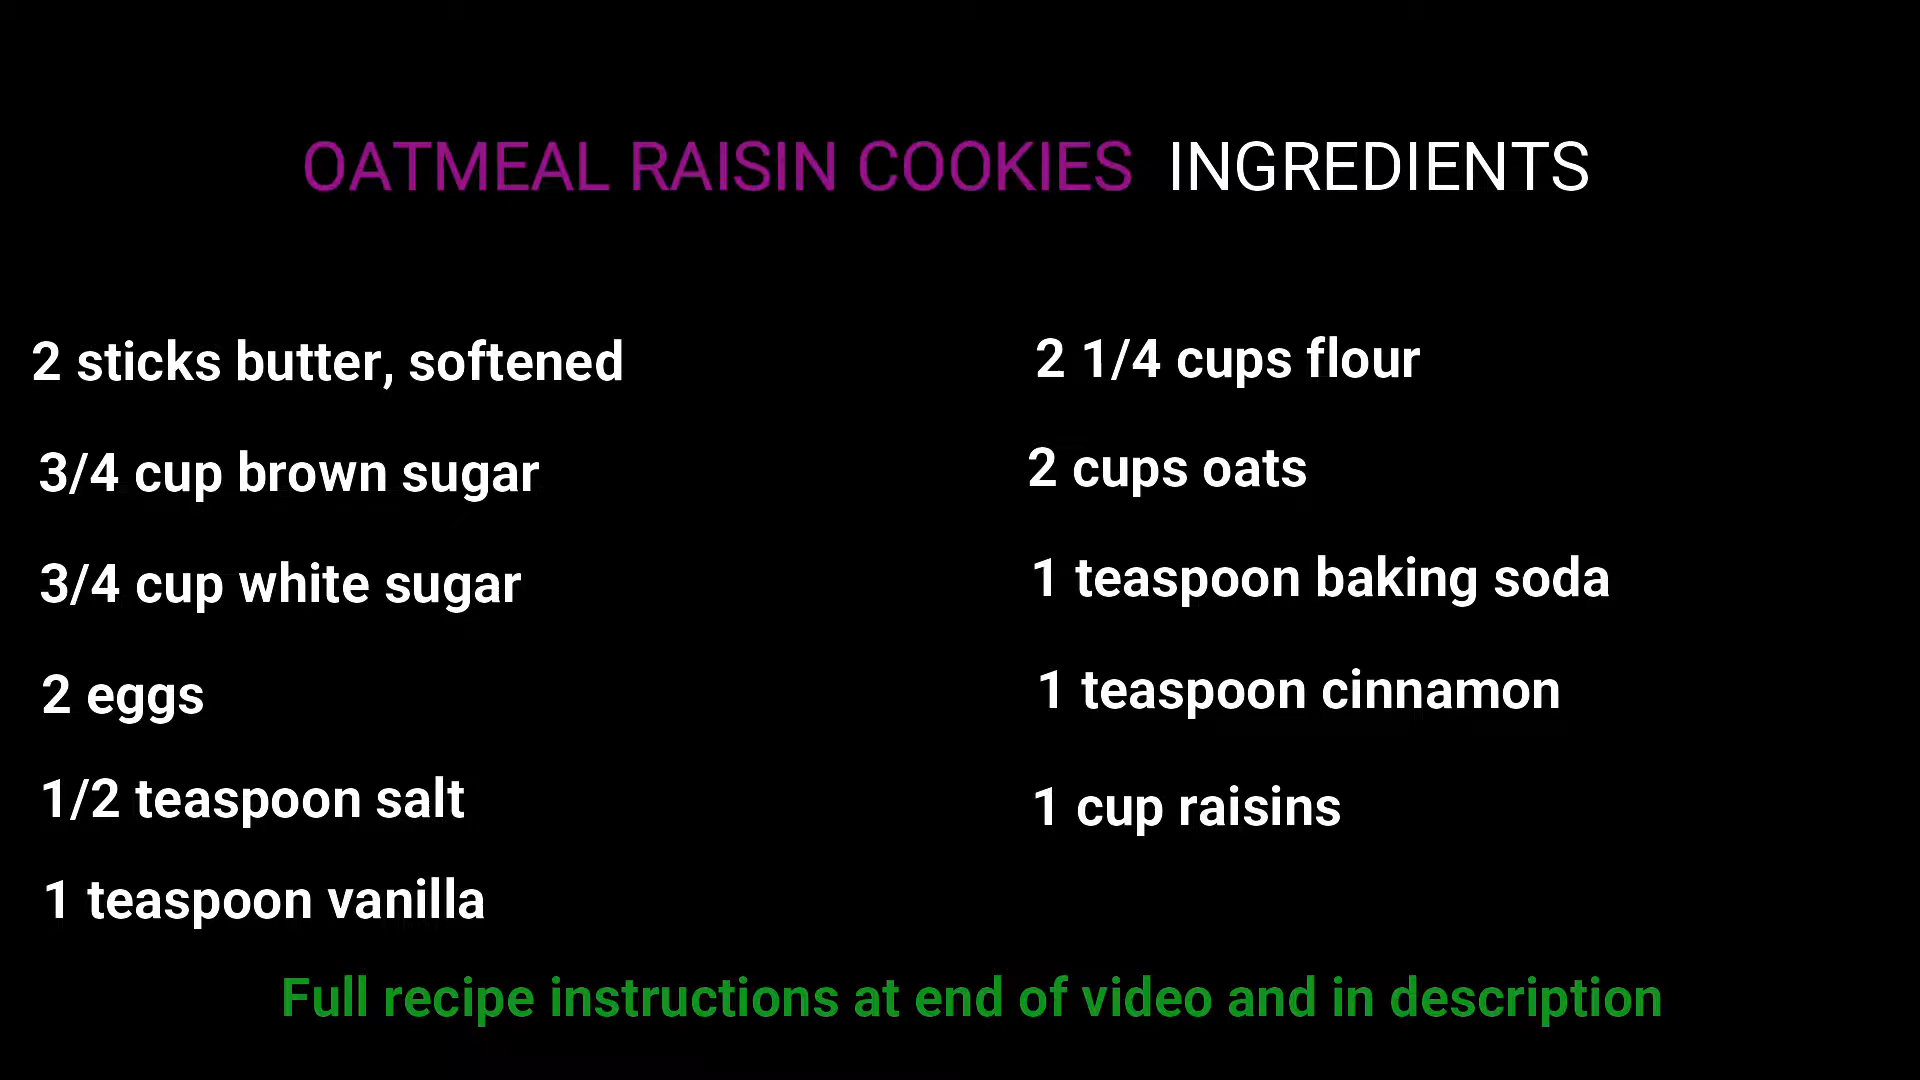 OATMEAL RAISIN COOKIES INGREDIENTS
2 sticks butter, softened
3/4 cup brown sugar
3/4 cup white sugar
2 eggs
1/2 teaspoon salt
1 teaspoon vanilla
2 1/4 cups flour
2 cups oats
1 teaspoon baking soda
1 teaspoon cinnamon
1 cup raisins
Full recipe instructions at end of video and in description